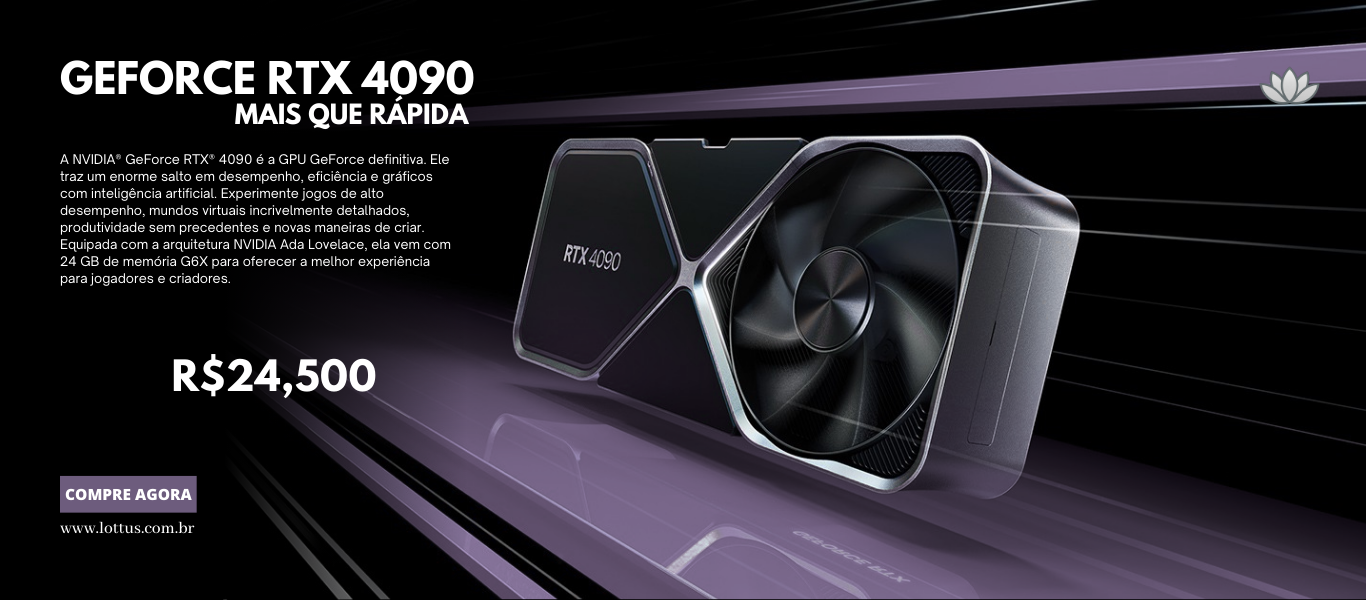 GEFORCE RTX 4090
MAIS QUE RÁPIDA
A NVIDIA® GeForce RTX® 4090 é a GPU GeForce definitiva. Ele
traz um enorme salto em desempenho, eficiência e gráficos
com inteligência artificial. Experimente jogos de alto
desempenho, mundos virtuais incrivelmente detalhados,
produtividade sem precedentes e novas maneiras de criar.
Equipada com a arquitetura NVIDIA Ada Lovelace, ela vem com
24 GB de memória G6X para oferecer a melhor experiência
para jogadores e criadores.
RTX 4090
R$24,500
COMPRE AGORA
www.lottus.com.br
GEFORCE RTX